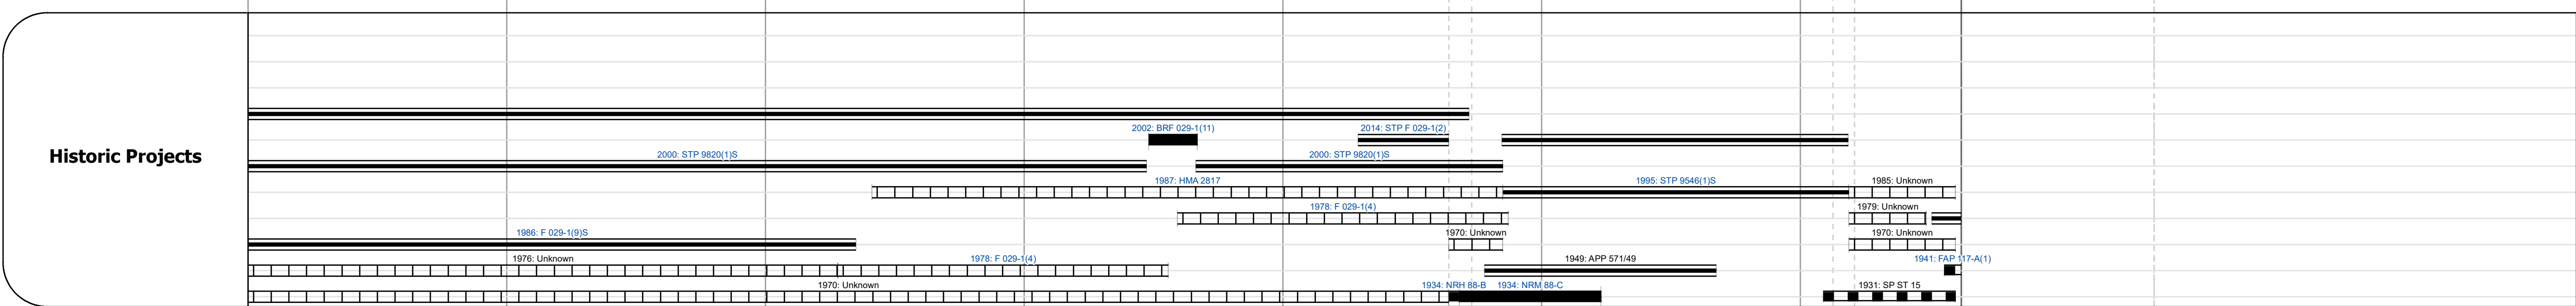 2002: BRF 029-1(11)
2014: STP F 029-1(2)
Historic Projects
2000: STP 9820(1)S
2000: STP 9820(1)S
1987: HMA 2817
1995: STP 9546(1)S
1985: Unknown
1978: F 029-1(4)
1979: Unknown
1986: F 029-1(9)S
1970: Unknown
1970: Unknown
1976: Unknown
1978: F 029-1(4)
1949: APP 571/49
1941: FAP 117-A(1)
1970: Unknown
1934: NRH 88-B
1934: NRM 88-C
1931: SP ST 15